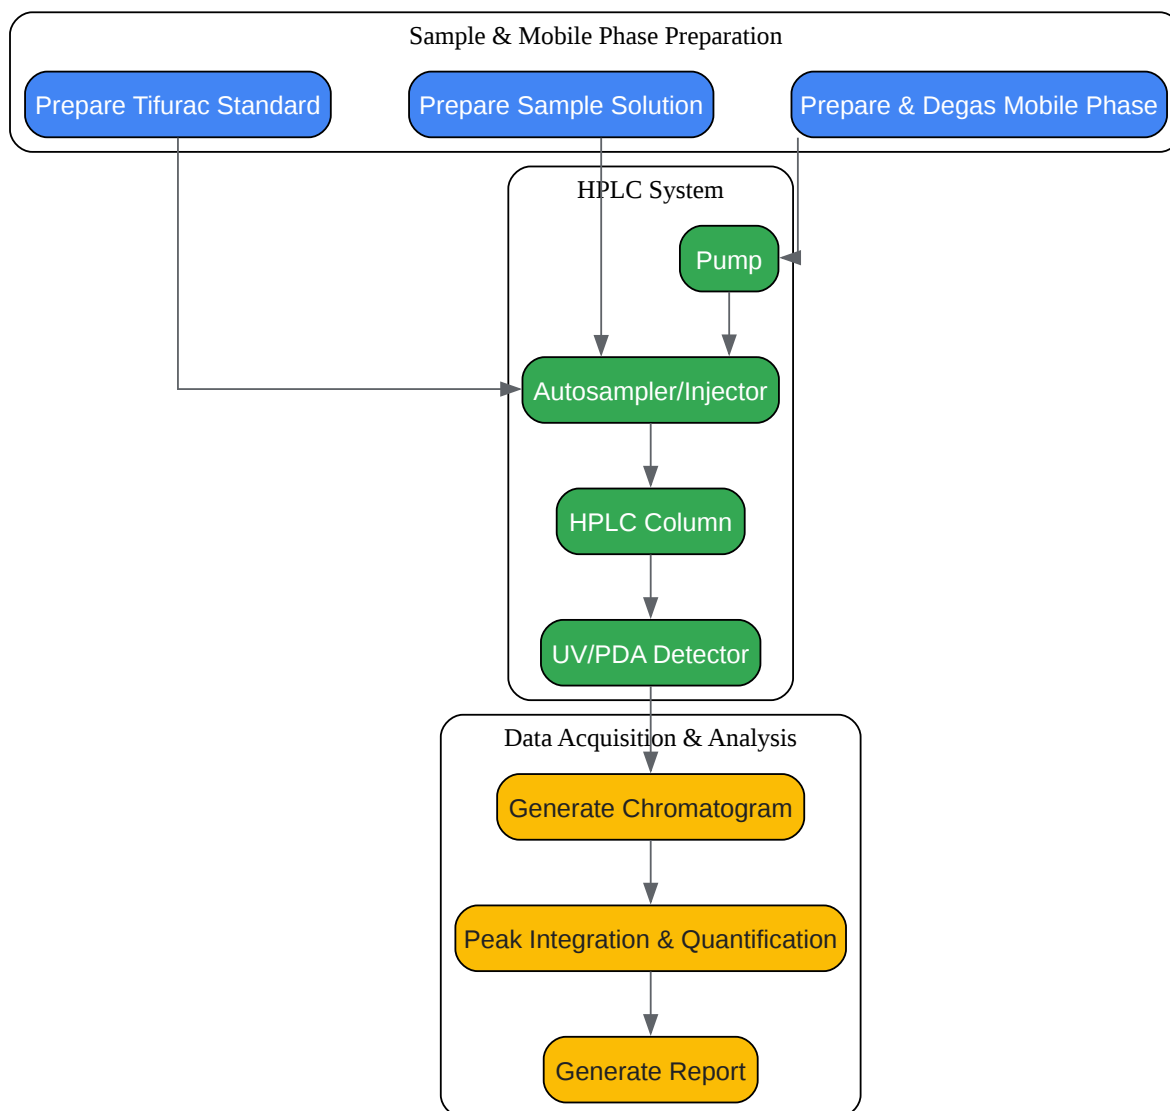 Sample & Mobile Phase Preparation
Prepare Tifurac Standard
Prepare Sample Solution
Prepare & Degas Mobile Phase
HPLC System
Pump
Autosampler/Injector
HPLC Column
UV/PDA Detector
Data Acquisition & Analysis
Generate Chromatogram
Peak Integration & Quantification
Generate Report